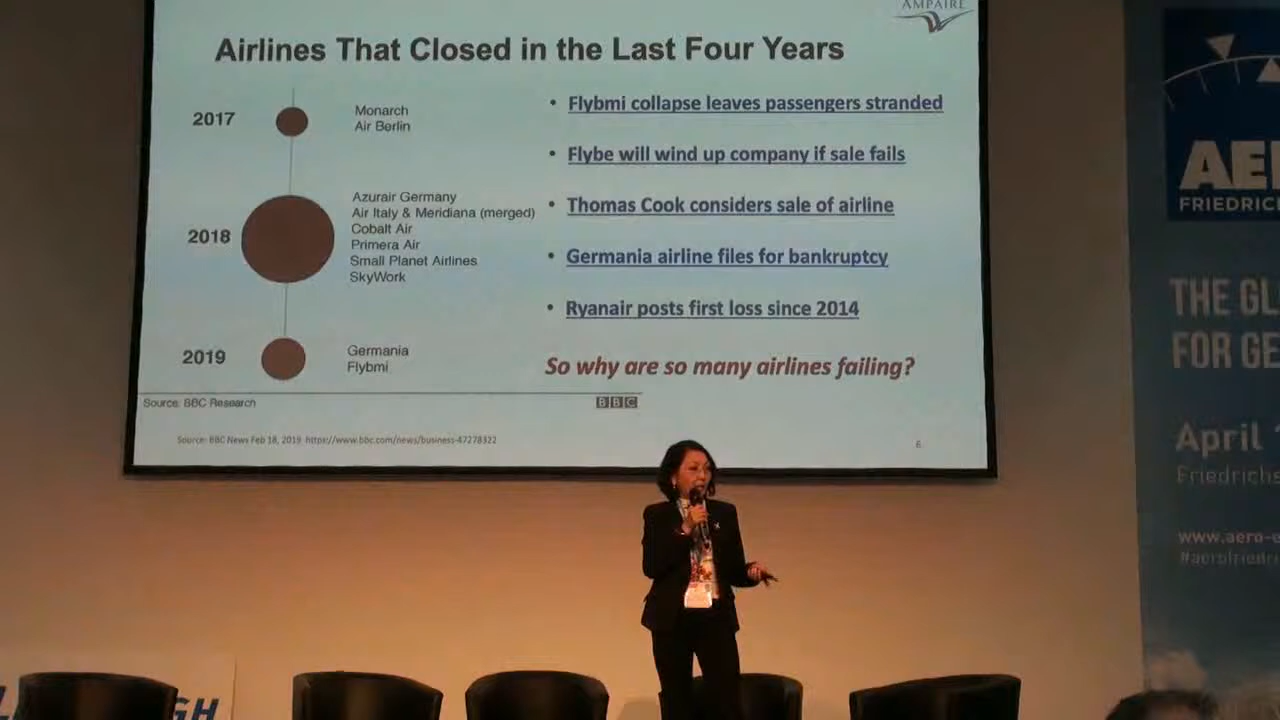 AMPAIRE
Airlines That Closed in the Last Four Years
2017
Monarch
Air Berlin
2018
Azurair Germany
Air Italy & Meridiana (merged)
Cobalt Air
Primera Air
Small Planet Airlines
SkyWork
2019
Germania
Flybmi
Source: BBC Research
BBC
• Flybmi collapse leaves passengers stranded
• Flybe will wind up company if sale fails
• Thomas Cook considers sale of airline
• Germania airline files for bankruptcy
• Ryanair posts first loss since 2014
So why are so many airlines failing?
Source: BBC News Feb 18, 2019 https://www.bbc.com/news/business-47278322
6
AE
FRIEDRICH
THE GL
FOR GE
April
Friedrichs
www.aero-e
GH